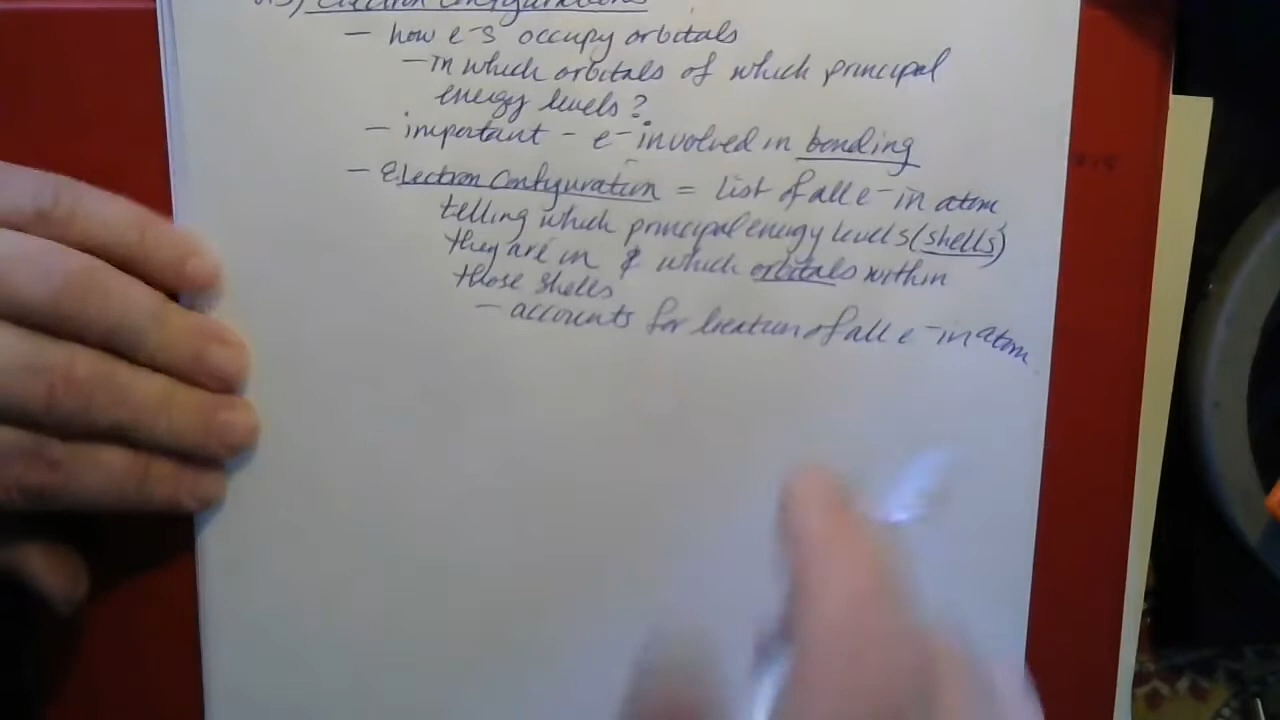 Electron Configurations
– how e-s occupy orbitals
– in which orbitals of which principal
energy levels?
– important – e- involved in bonding
– Electron Configuration = list of all e- in atom
telling which principal energy levels (shells)
they are in & which orbitals within
those shells
– accounts for location of all e- in atom